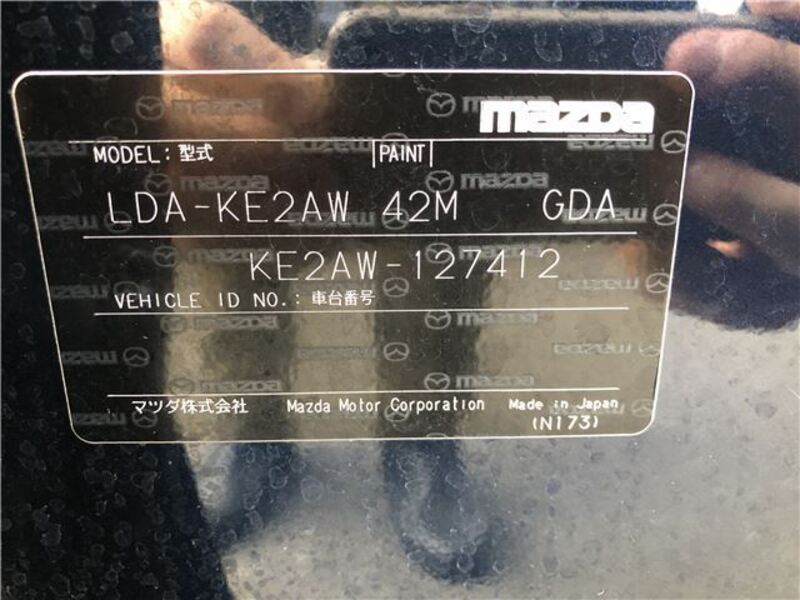 mazda
MODEL: 型式 PAINT
LDA-KE2AW 42M GDA
KE2AW-127412
VEHICLE ID NO.: 車台番号
マツダ株式会社 Mazda Motor Corporation Made in Japan
(N173)